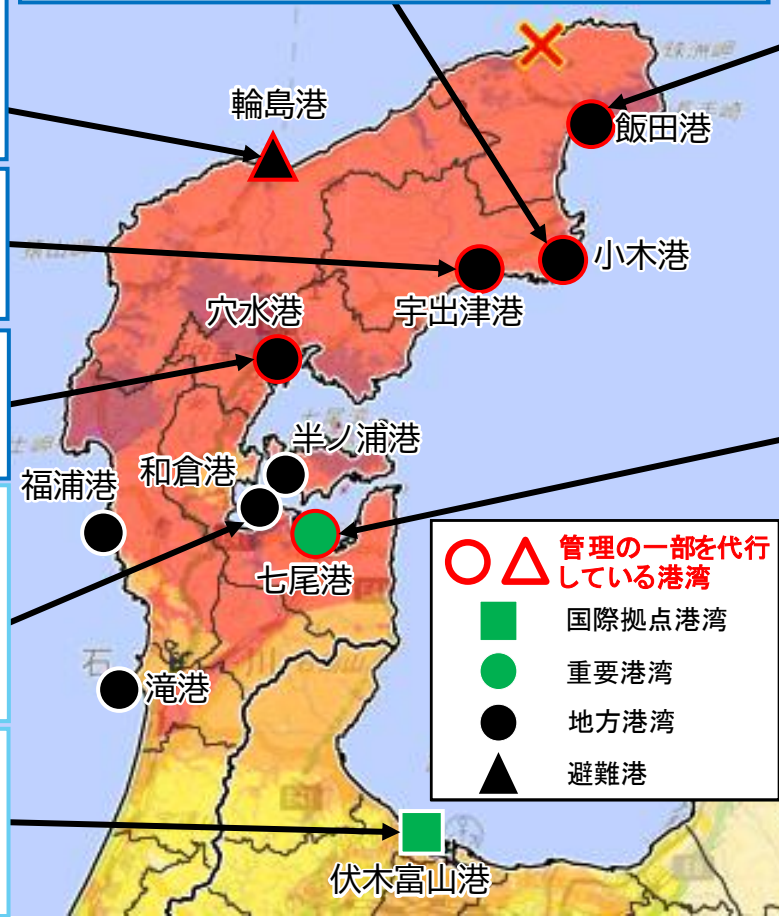 輪島港
飯田港
小木港
宇出津港
穴水港
半ノ浦港
和倉港
福浦港
七尾港
滝港
伏木富山港
石
川
管理の一部を代行
している港湾
国際拠点港湾
重要港湾
地方港湾
避難港